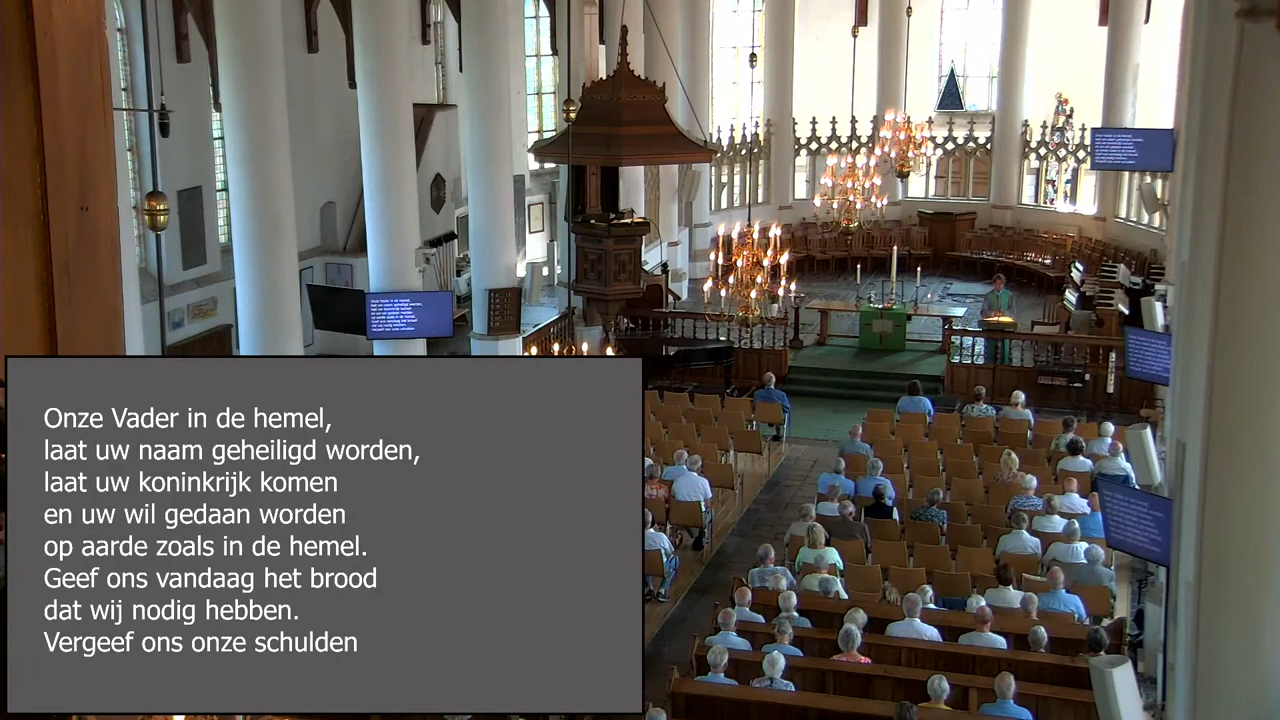 Onze Vader in de hemel,
laat uw naam geheiligd worden,
laat uw koninkrijk komen
en uw wil gedaan worden
op aarde zoals in de hemel.
Geef ons vandaag het brood
dat wij nodig hebben.
Vergeef ons onze schulden